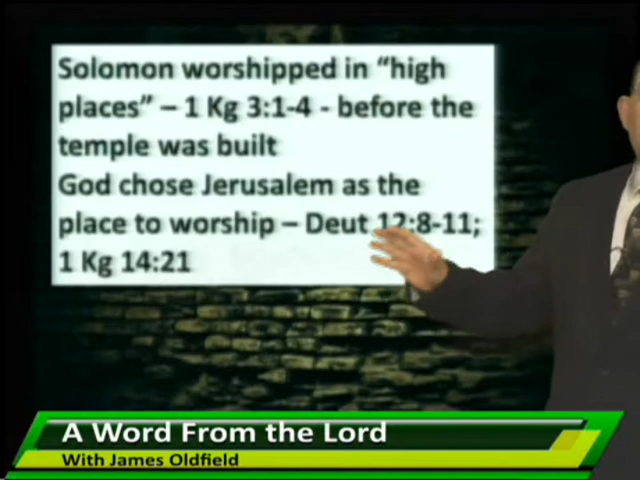 Solomon worshipped in “high
places” – 1 Kg 3:1-4 - before the
temple was built
God chose Jerusalem as the
place to worship – Deut 12:8-11;
1 Kg 14:21
A Word From the Lord
With James Oldfield